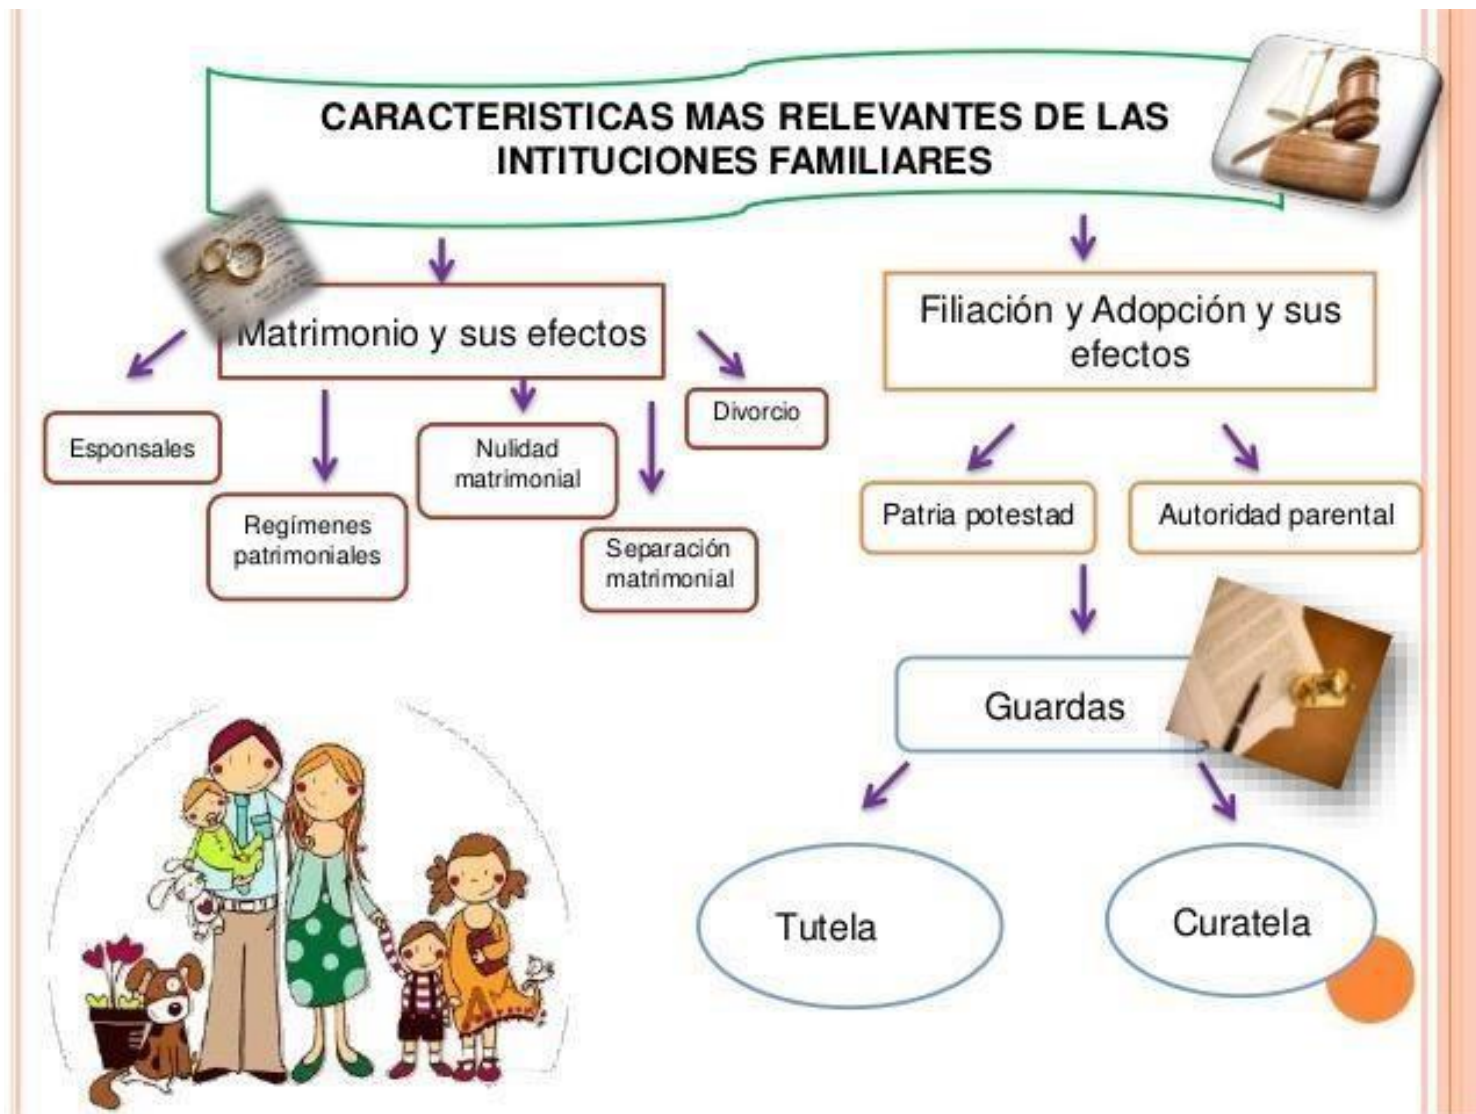 CARACTERISTICAS MAS RELEVANTES DE LAS
INTITUCIONES FAMILIARES
Matrimonio y sus efectos
Esponsales
Regímenes
patrimoniales
Nulidad
matrimonial
Separación
matrimonial
Divorcio
Filiación y Adopción y sus
efectos
Patria potestad
Autoridad parental
Guardas
Tutela
Curatela